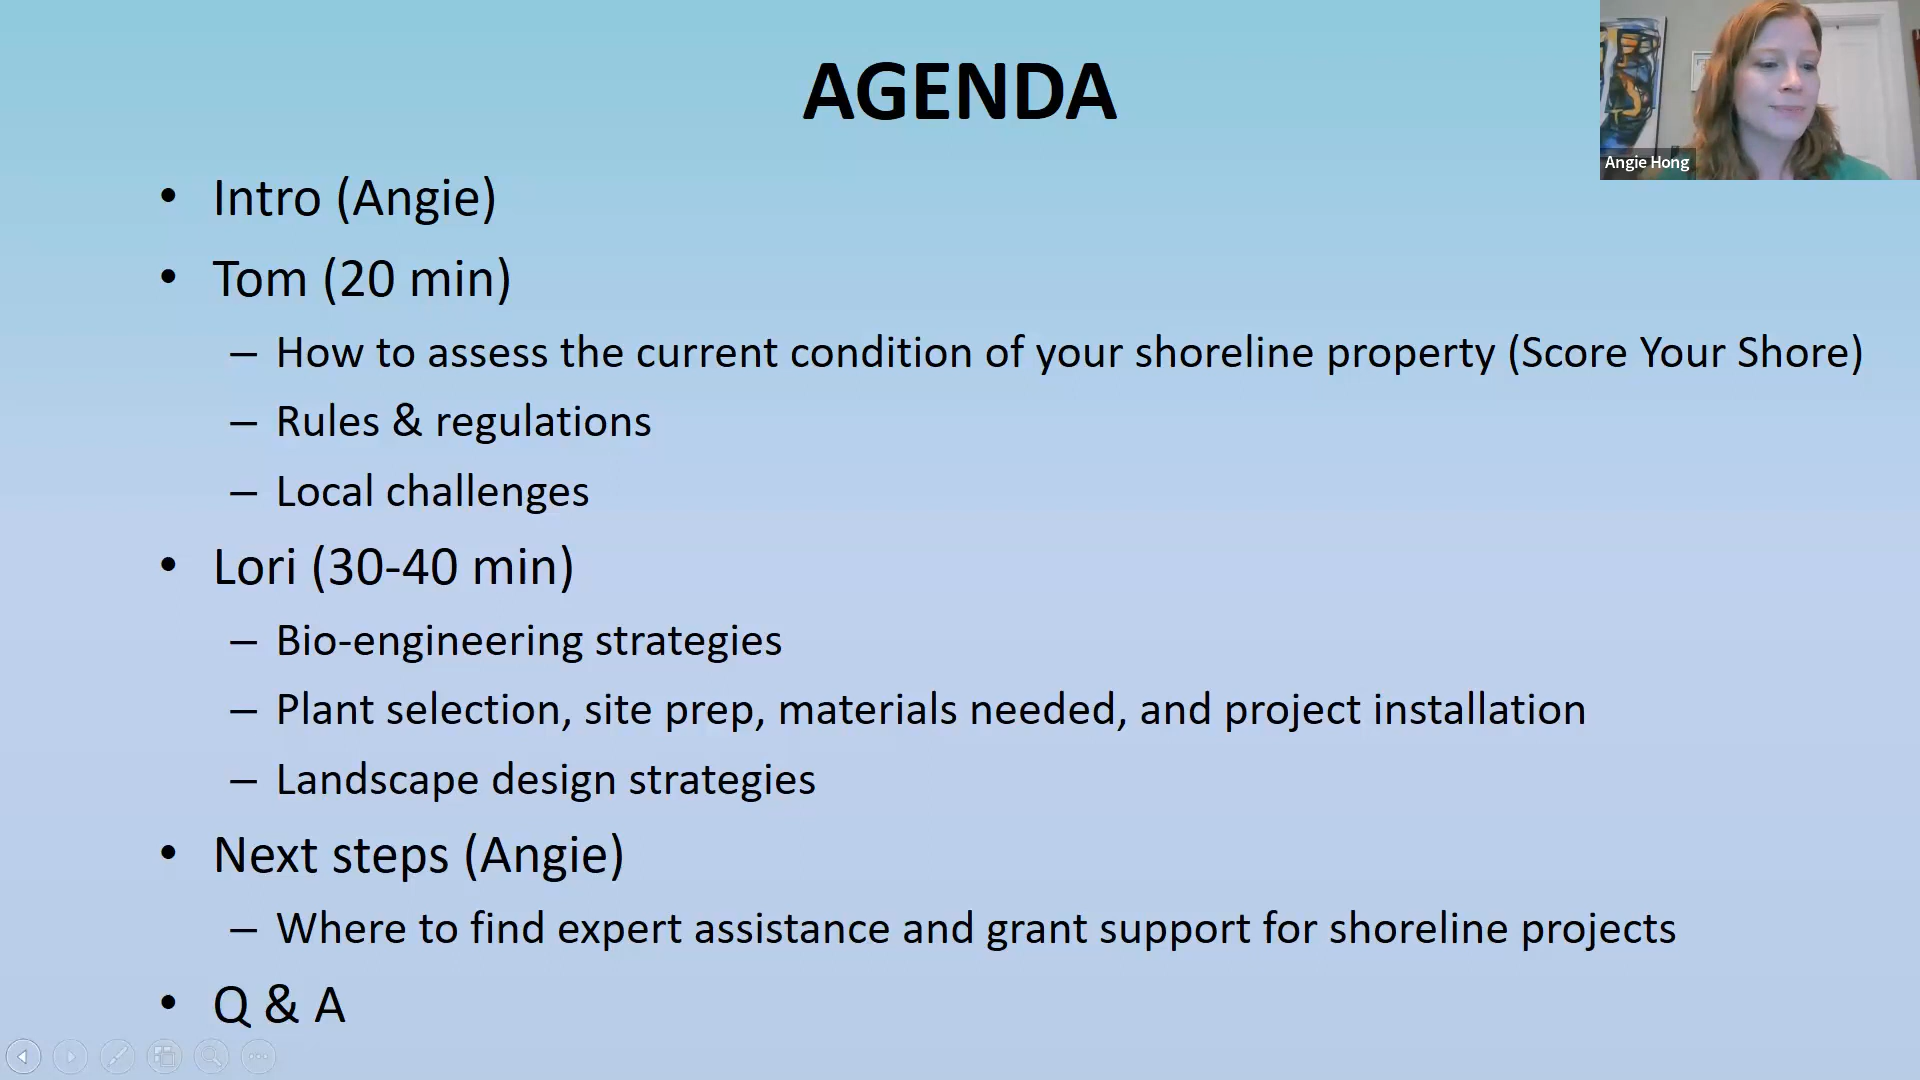 AGENDA
Angie Hong
• Intro (Angie)
• Tom (20 min)
– How to assess the current condition of your shoreline property (Score Your Shore)
– Rules & regulations
– Local challenges
• Lori (30-40 min)
– Bio-engineering strategies
– Plant selection, site prep, materials needed, and project installation
– Landscape design strategies
• Next steps (Angie)
– Where to find expert assistance and grant support for shoreline projects
• Q & A